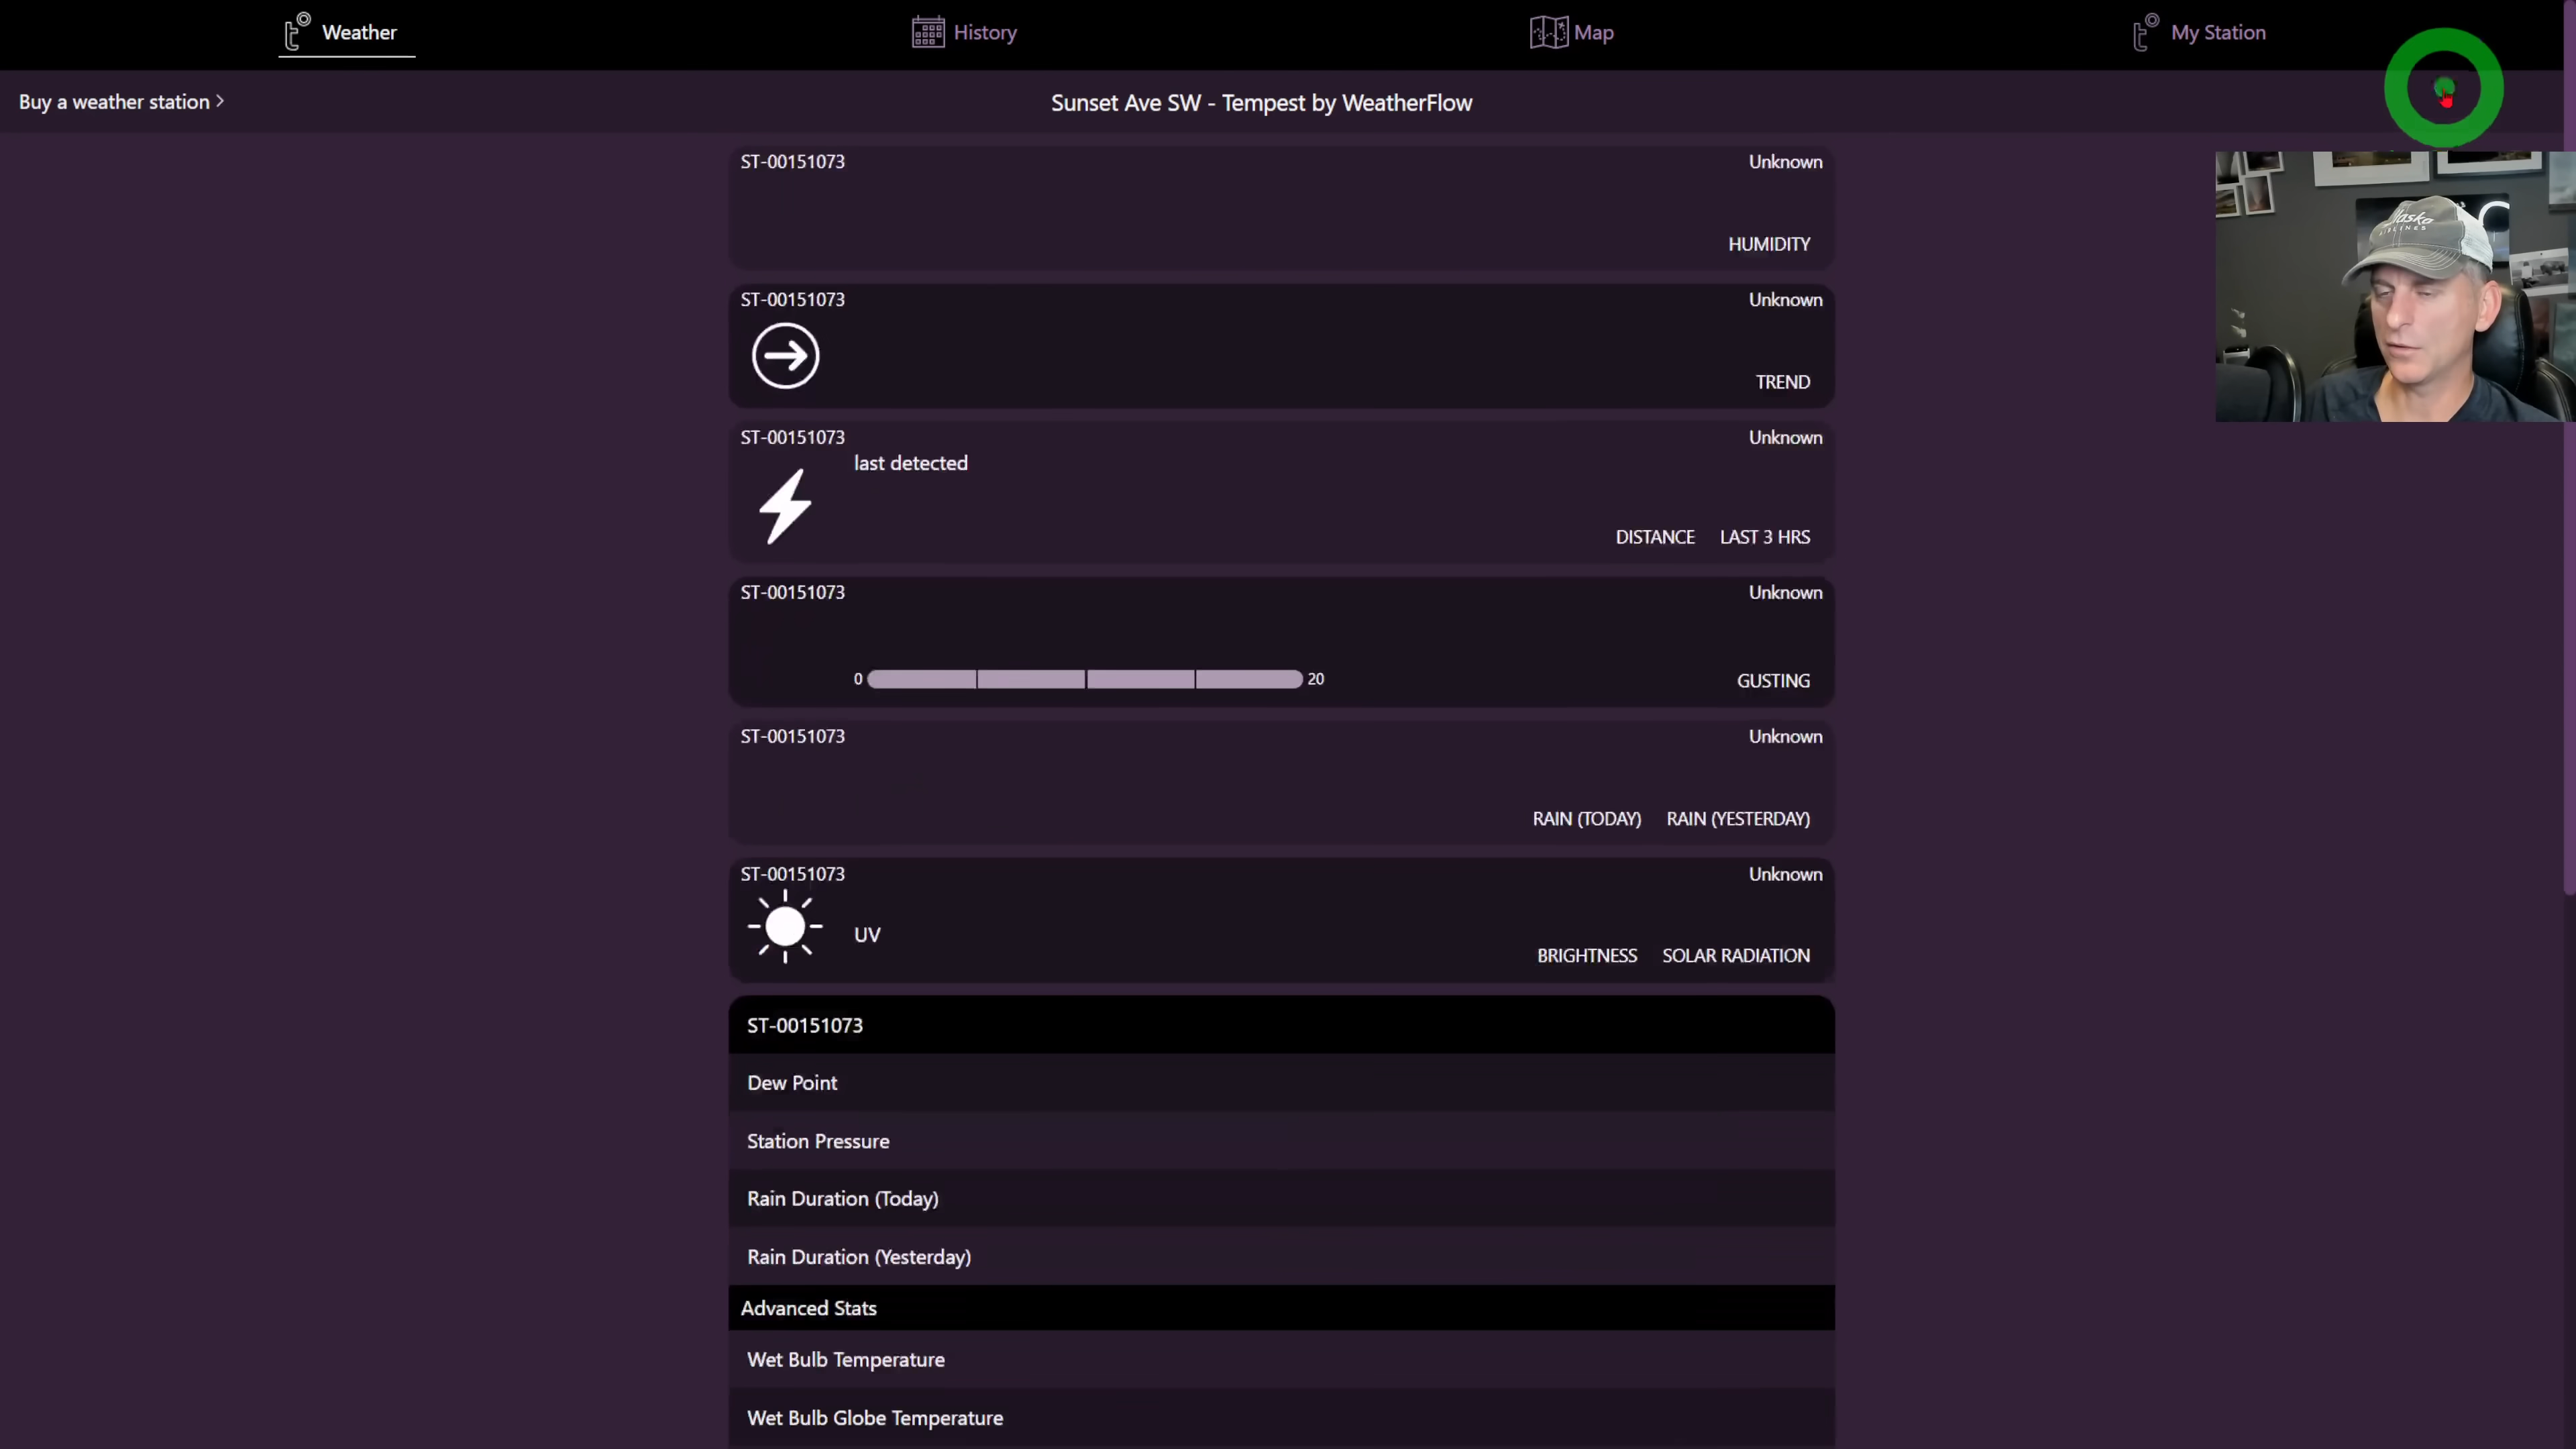 Weather
History
Map
My Station
Buy a weather station >
Sunset Ave SW - Tempest by WeatherFlow
ST-00151073 Unknown
HUMIDITY
ST-00151073 Unknown
TREND
ST-00151073 Unknown
last detected
DISTANCE LAST 3 HRS
ST-00151073 Unknown
0 20
GUSTING
ST-00151073 Unknown
RAIN (TODAY) RAIN (YESTERDAY)
ST-00151073 Unknown
UV
BRIGHTNESS SOLAR RADIATION
ST-00151073
Dew Point
Station Pressure
Rain Duration (Today)
Rain Duration (Yesterday)
Advanced Stats
Wet Bulb Temperature
Wet Bulb Globe Temperature